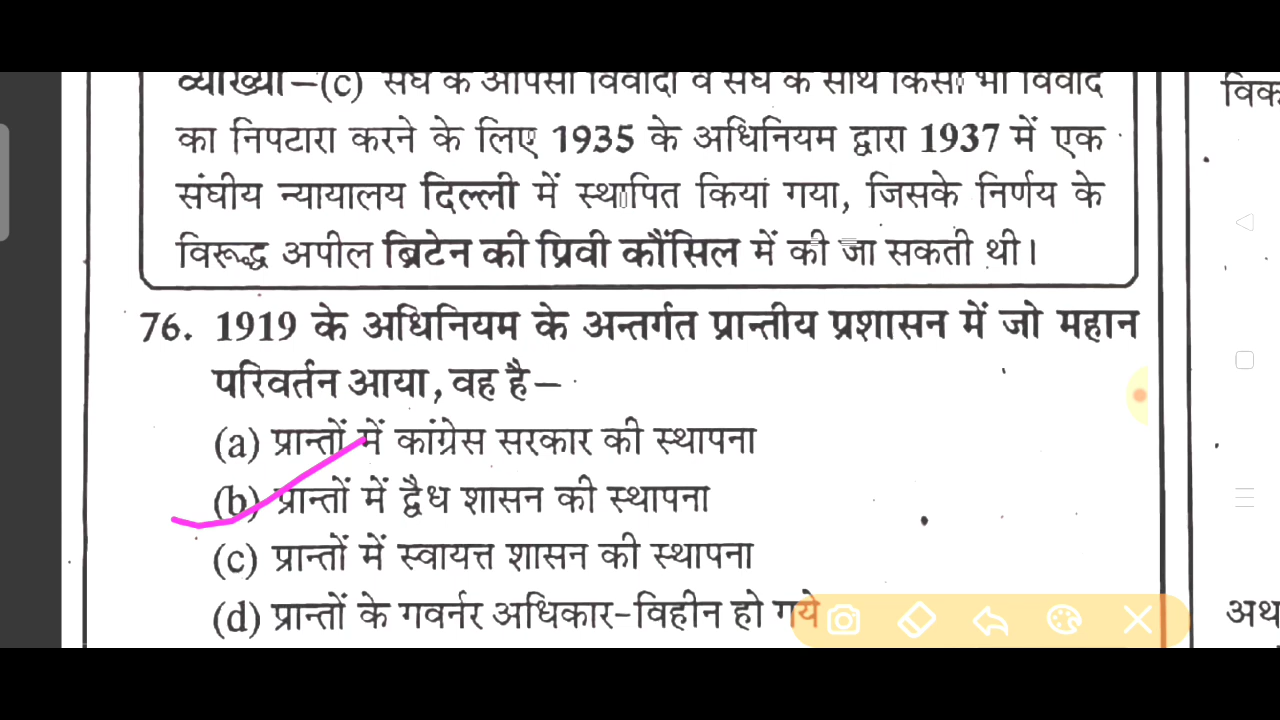 व्याख्या–(c) संघ के आपसी विवादों व संघ के साथ किसी भी विवाद
का निपटारा करने के लिए 1935 के अधिनियम द्वारा 1937 में एक
संघीय न्यायालय दिल्ली में स्थापित किया गया, जिसके निर्णय के
विरूद्ध अपील ब्रिटेन की प्रिवी कौंसिल में की जा सकती थी।
76. 1919 के अधिनियम के अन्तर्गत प्रान्तीय प्रशासन में जो महान
परिवर्तन आया, वह है–
(a) प्रान्तों में कांग्रेस सरकार की स्थापना
(b) प्रान्तों में द्वैध शासन की स्थापना
(c) प्रान्तों में स्वायत्त शासन की स्थापना
(d) प्रान्तों के गवर्नर अधिकार-विहीन हो गये
विक
अथ